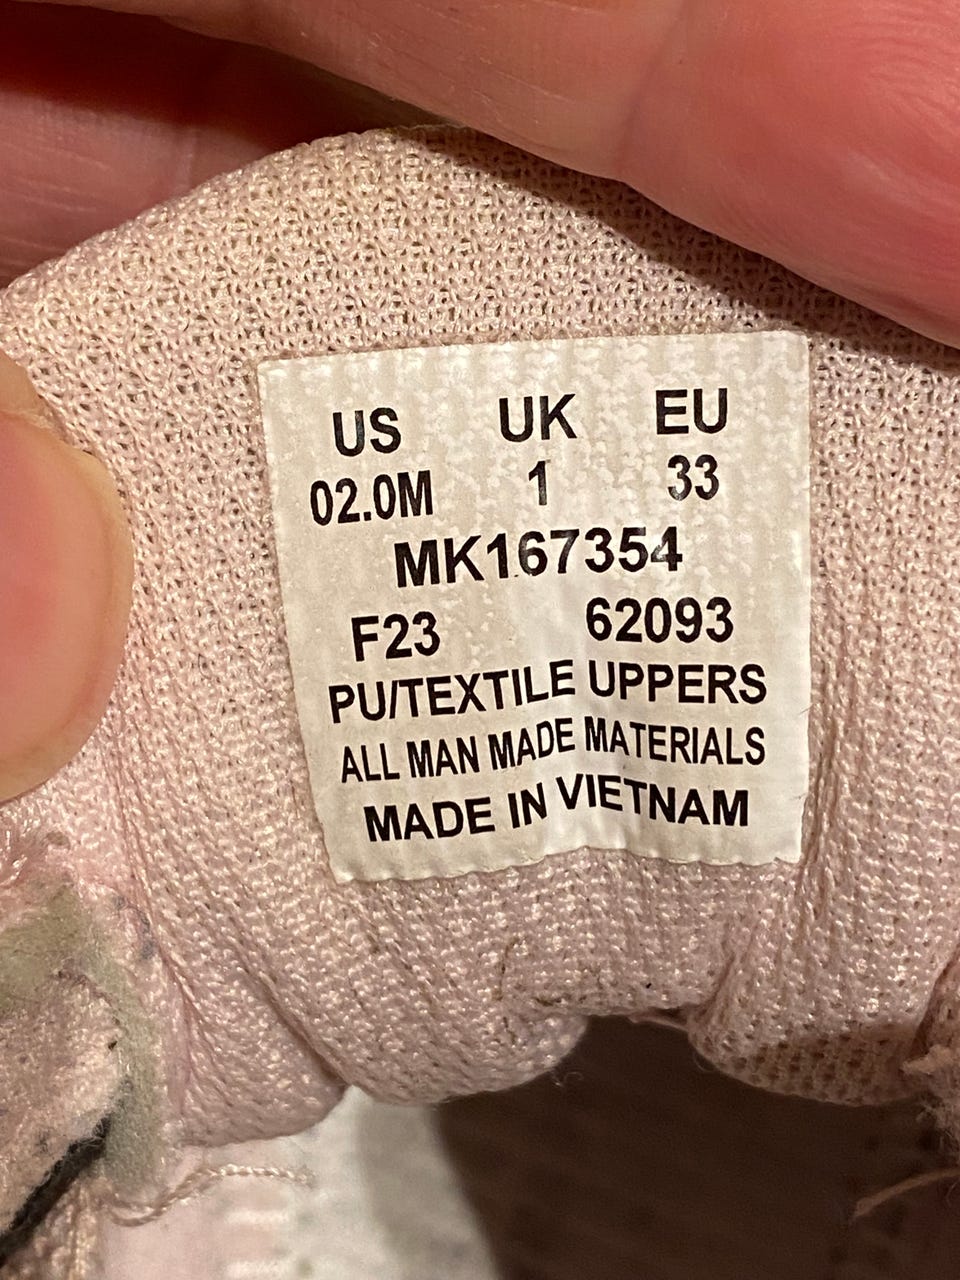 US UK EU
02.0M 1 33
MK167354
F23 62093
PU/TEXTILE UPPERS
ALL MAN MADE MATERIALS
MADE IN VIETNAM